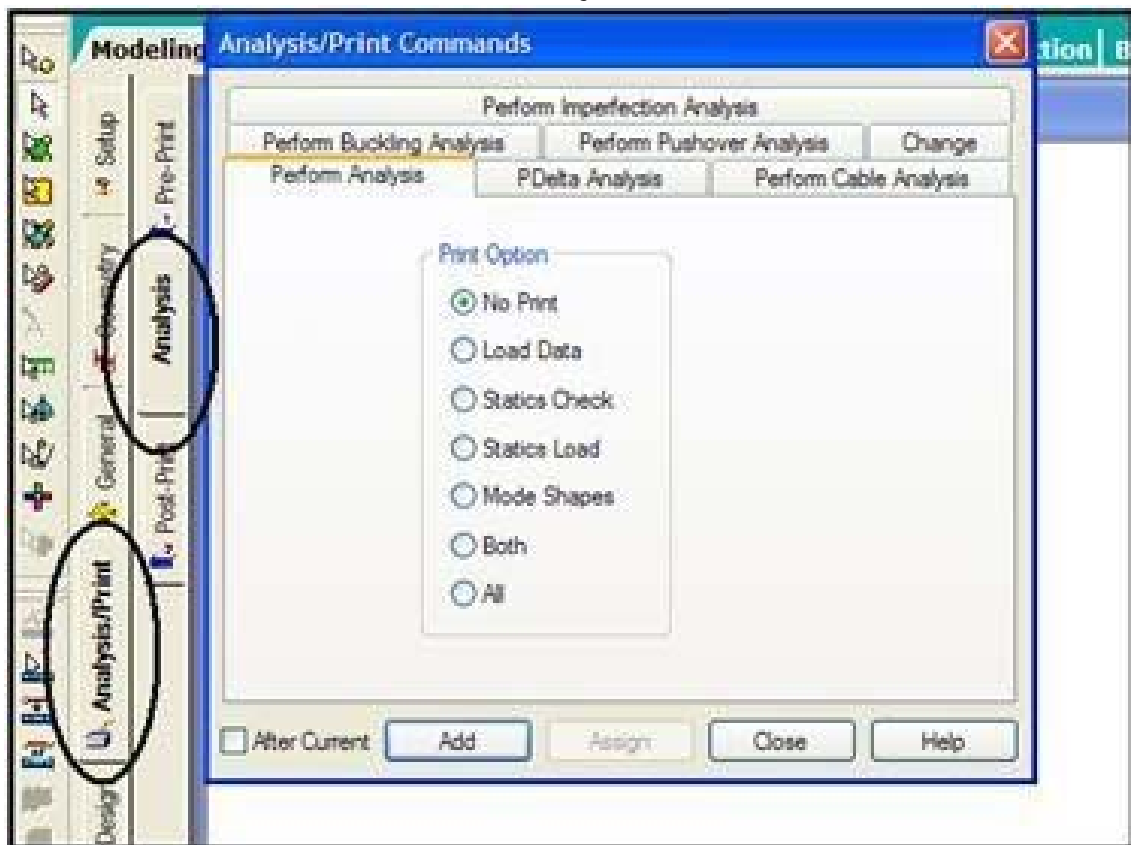 Modeling
Analysis/Print Commands
tion
B
Setup
Geometry
General
Analysis/Print
Design
Pre-Print
Analysis
Post-Print
Perform Imperfection Analysis
Perform Buckling Analysis
Perform Pushover Analysis
Change
Perform Analysis
PDelta Analysis
Perform Cable Analysis
Print Option
No Print
Load Data
Statics Check
Statics Load
Mode Shapes
Both
All
After Current
Add
Assign
Close
Help